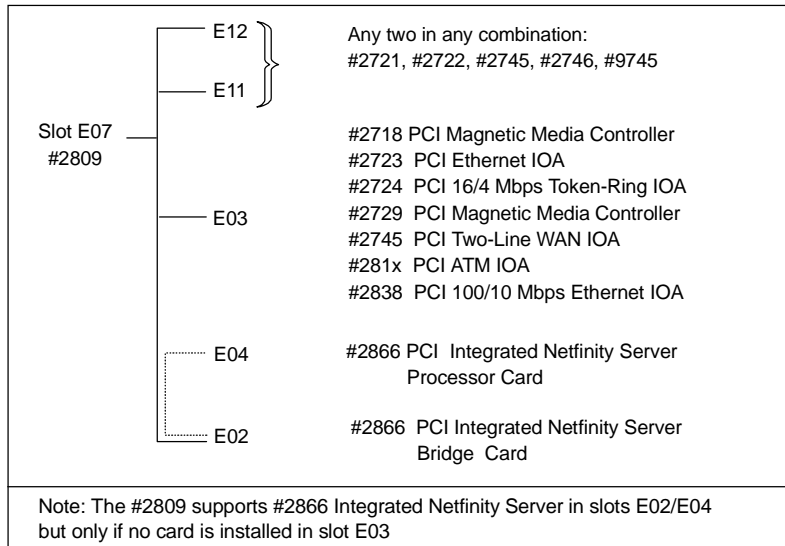 E12
Any two in any combination:
#2721, #2722, #2745, #2746, #9745
E11
Slot E07
#2809
#2718 PCI Magnetic Media Controller
#2723 PCI Ethernet IOA
#2724 PCI 16/4 Mbps Token-Ring IOA
#2729 PCI Magnetic Media Controller
E03
#2745 PCI Two-Line WAN IOA
#281x PCI ATM IOA
#2838 PCI 100/10 Mbps Ethernet IOA
E04
#2866 PCI Integrated Netfinity Server
Processor Card
E02
#2866 PCI Integrated Netfinity Server
Bridge Card
Note: The #2809 supports #2866 Integrated Netfinity Server in slots E02/E04
but only if no card is installed in slot E03